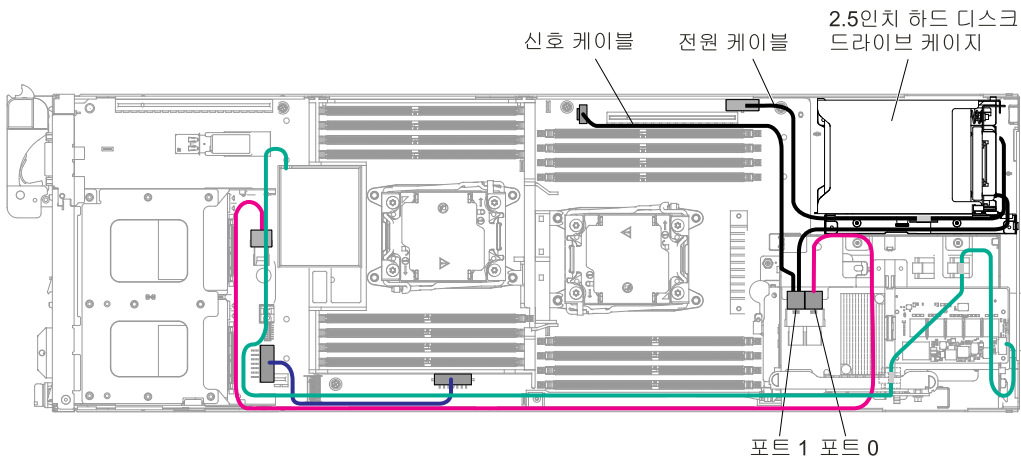 2.5인치 하드 디스크
드라이브 케이지
신호 케이블
전원 케이블
포트 1
포트 0